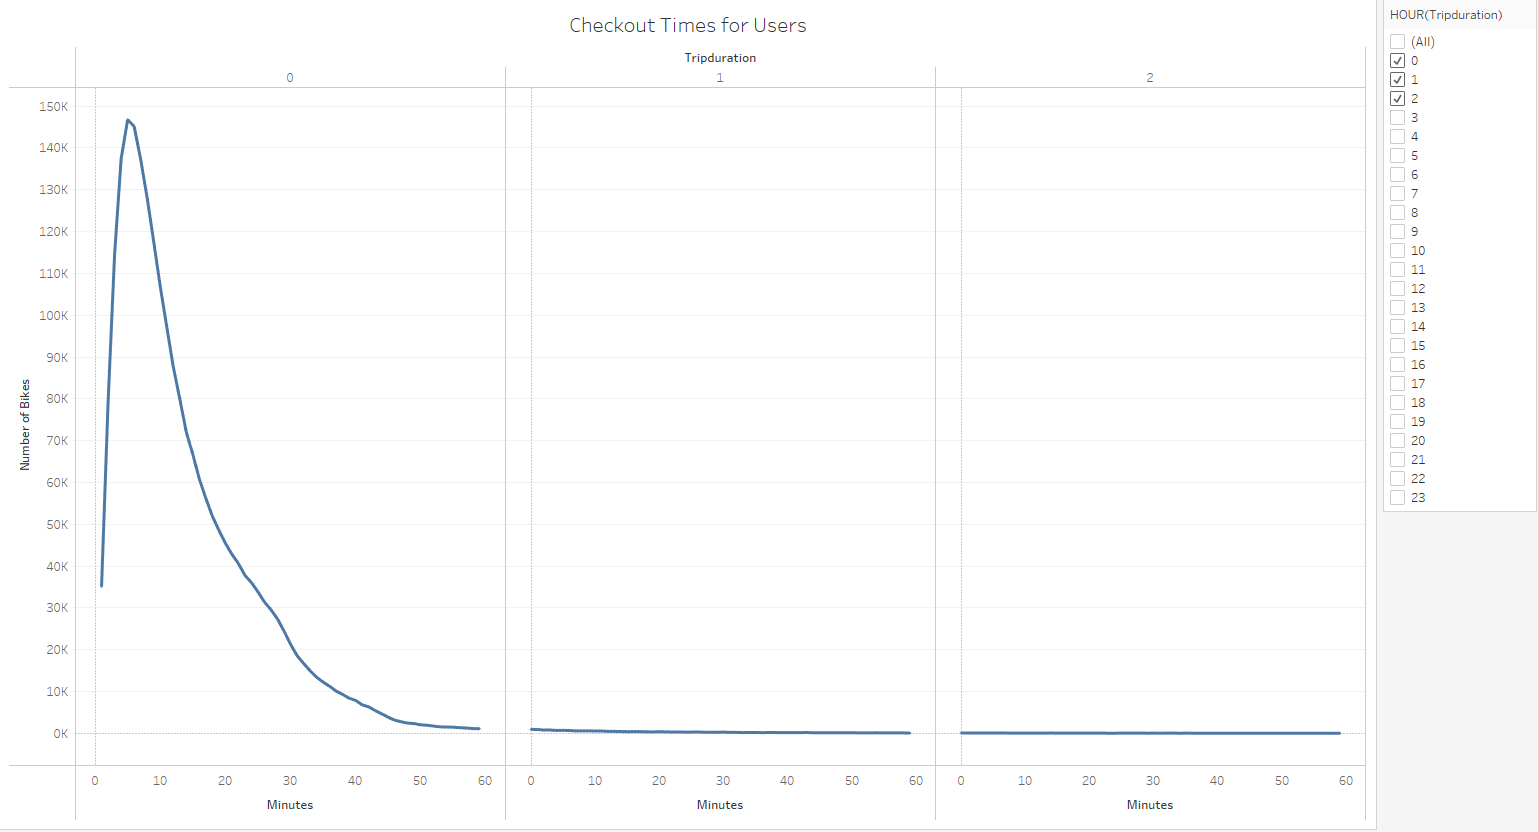 Checkout Times for Users
Tripduration
0 1 2
150K
140K
130K
120K
110K
100K
90K
80K
70K
60K
50K
40K
30K
20K
10K
0K
Number of Bikes
0 10 20 30 40 50 60 0 10 20 30 40 50 60 0 10 20 30 40 50 60
Minutes Minutes Minutes
HOUR(Tripduration)
(All)
0
1
2
3
4
5
6
7
8
9
10
11
12
13
14
15
16
17
18
19
20
21
22
23